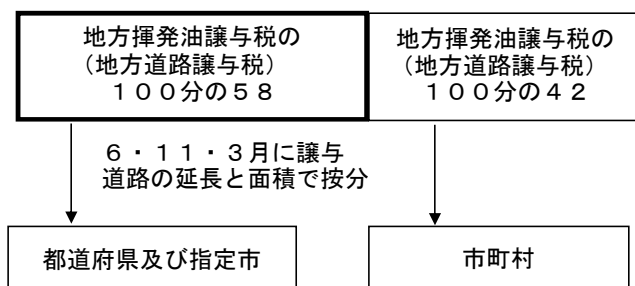 地方揮発油譲与税の
（地方道路譲与税）
１００分の５８
地方揮発油譲与税の
（地方道路譲与税）
１００分の４２
６・１１・３月に譲与
道路の延長と面積で按分
都道府県及び指定市
市町村